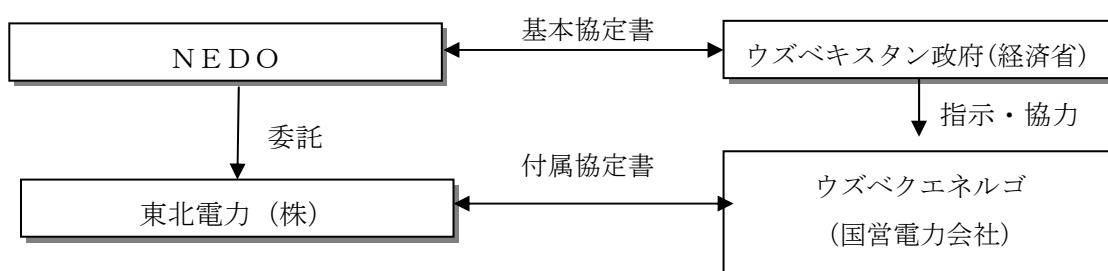 基本協定書
ＮＥＤＯ
ウズベキスタン政府(経済省)
委託
指示・協力
付属協定書
東北電力（株）
ウズベクエネルゴ
（国営電力会社）